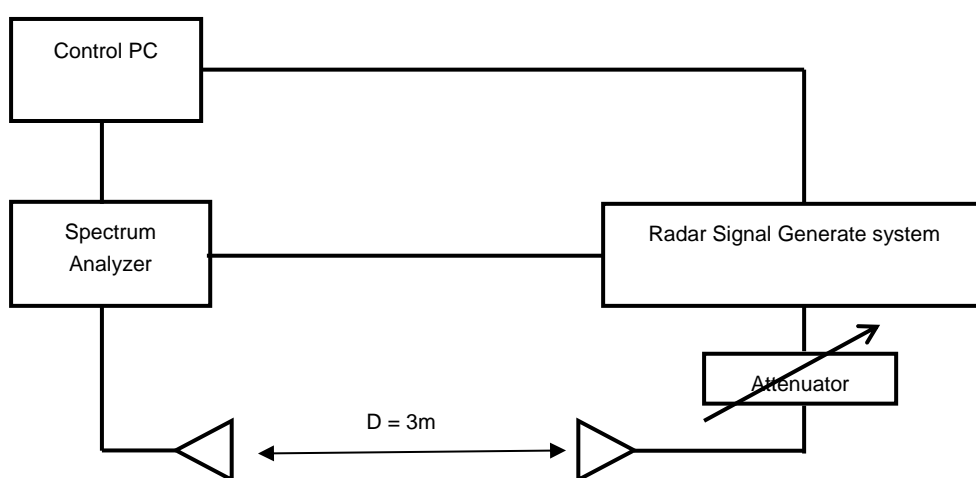 Control PC
Spectrum
Analyzer
Radar Signal Generate system
Attenuator
D = 3m